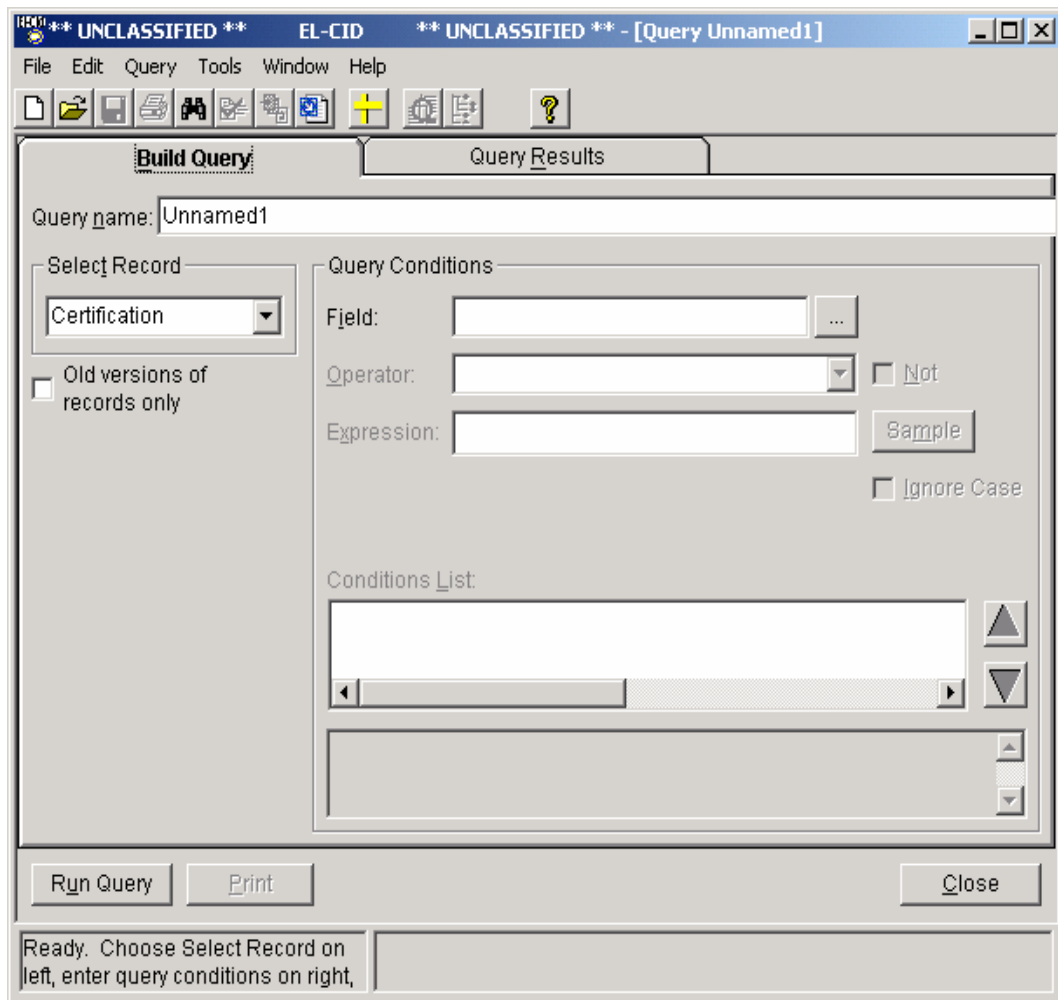 ** UNCLASSIFIED ** EL-CID ** UNCLASSIFIED ** - [Query Unnamed1]
File Edit Query Tools Window Help
Build Query Query Results
Query name: Unnamed1
Select Record
Certification
Old versions of
records only
Query Conditions
Field: ...
Operator: Not
Expression: Sample
Ignore Case
Conditions List:
Run Query Print Close
Ready. Choose Select Record on
left, enter query conditions on right,